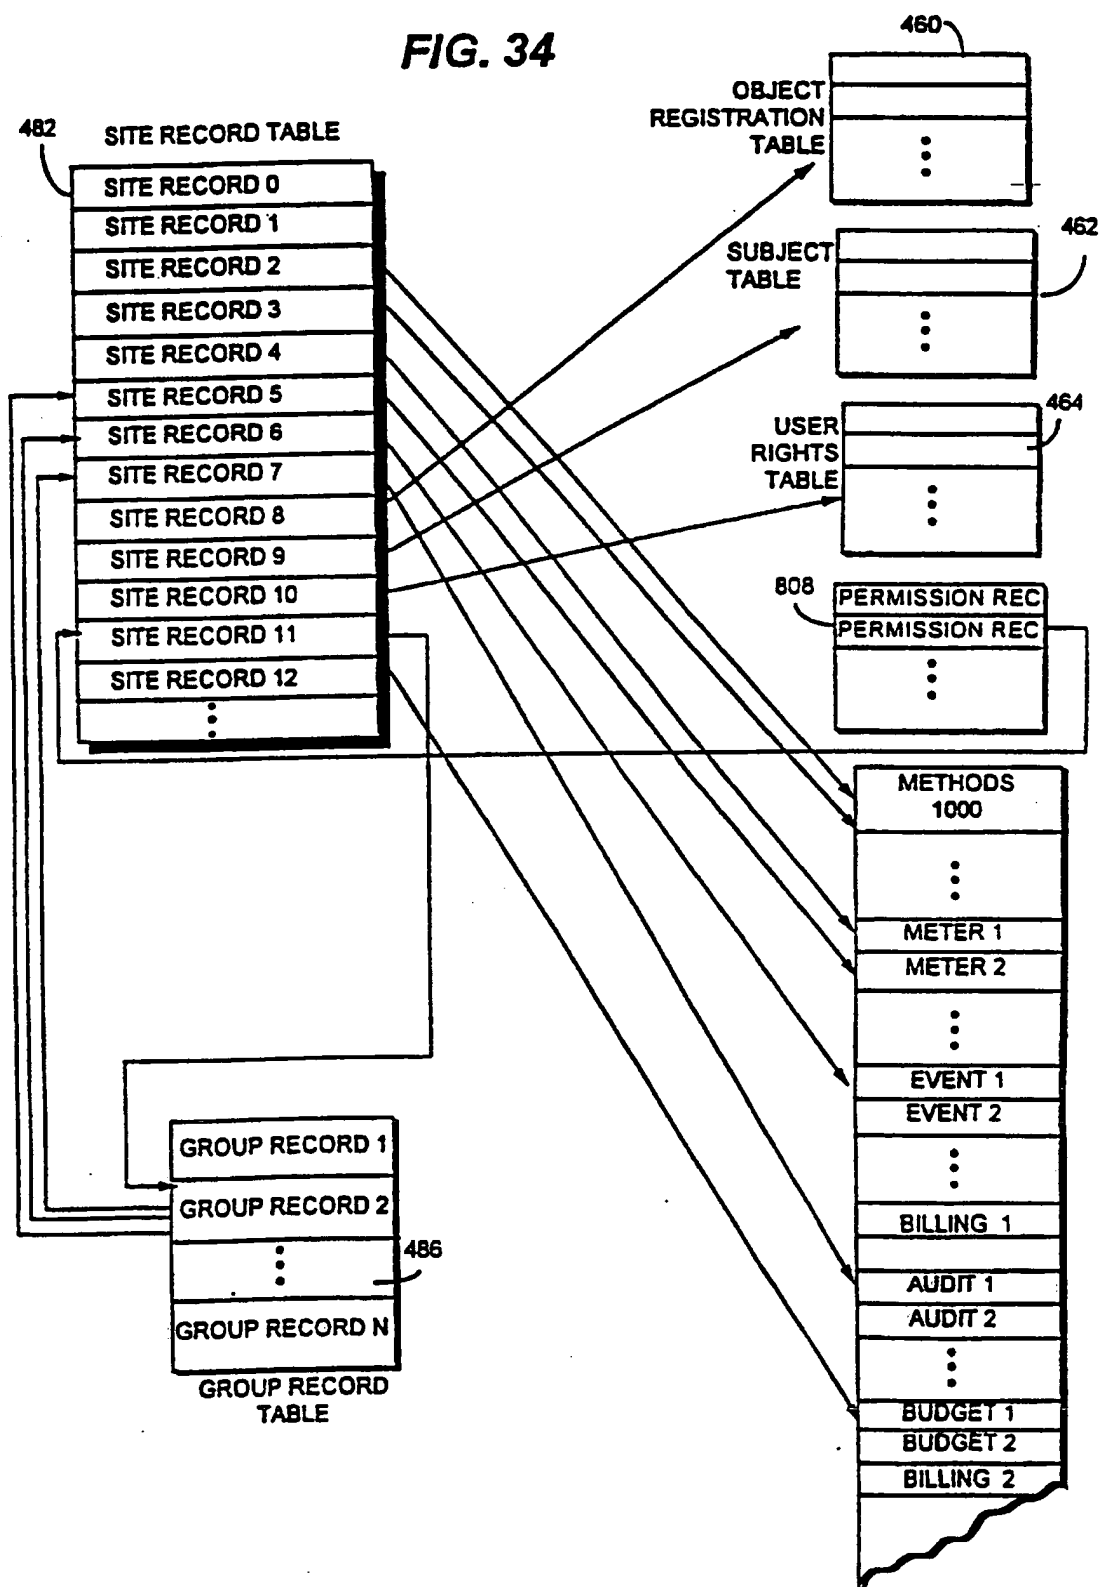 FIG. 34
460
OBJECT
REGISTRATION
TABLE
482
SITE RECORD TABLE
SITE RECORD 0
SITE RECORD 1
SITE RECORD 2
SITE RECORD 3
SITE RECORD 4
SITE RECORD 5
SITE RECORD 6
SITE RECORD 7
SITE RECORD 8
SITE RECORD 9
SITE RECORD 10
SITE RECORD 11
SITE RECORD 12
SUBJECT
TABLE
462
USER
RIGHTS
TABLE
464
808
PERMISSION REC
PERMISSION REC
METHODS
1000
METER 1
METER 2
EVENT 1
EVENT 2
BILLING 1
AUDIT 1
AUDIT 2
BUDGET 1
BUDGET 2
BILLING 2
GROUP RECORD 1
GROUP RECORD 2
486
GROUP RECORD N
GROUP RECORD
TABLE